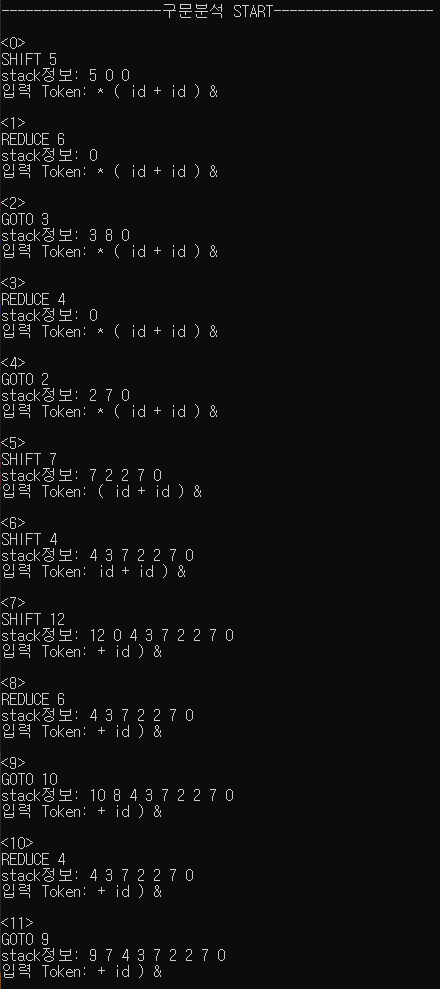 --------------------구문분석 START--------------------
<0>
SHIFT 5
stack정보: 5 0 0
입력 Token: * ( id + id ) &
<1>
REDUCE 6
stack정보: 0
입력 Token: * ( id + id ) &
<2>
GOTO 3
stack정보: 3 8 0
입력 Token: * ( id + id ) &
<3>
REDUCE 4
stack정보: 0
입력 Token: * ( id + id ) &
<4>
GOTO 2
stack정보: 2 7 0
입력 Token: * ( id + id ) &
<5>
SHIFT 7
stack정보: 7 2 2 7 0
입력 Token: ( id + id ) &
<6>
SHIFT 4
stack정보: 4 3 7 2 2 7 0
입력 Token: id + id ) &
<7>
SHIFT 12
stack정보: 12 0 4 3 7 2 2 7 0
입력 Token: + id ) &
<8>
REDUCE 6
stack정보: 4 3 7 2 2 7 0
입력 Token: + id ) &
<9>
GOTO 10
stack정보: 10 8 4 3 7 2 2 7 0
입력 Token: + id ) &
<10>
REDUCE 4
stack정보: 4 3 7 2 2 7 0
입력 Token: + id ) &
<11>
GOTO 9
stack정보: 9 7 4 3 7 2 2 7 0
입력 Token: + id ) &